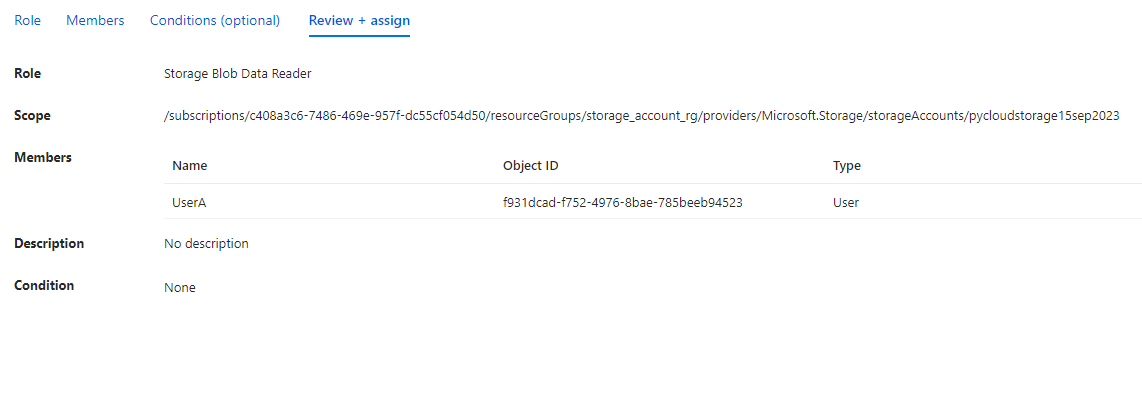 Role Members Conditions (optional) Review + assign
Role Storage Blob Data Reader
Scope /subscriptions/c408a3c6-7486-469e-957f-dc55cf054d50/resourceGroups/storage_account_rg/providers/Microsoft.Storage/storageAccounts/pycloudstorage15sep2023
Members
Name Object ID Type
UserA f931dcad-f752-4976-8bae-785beeb94523 User
Description No description
Condition None